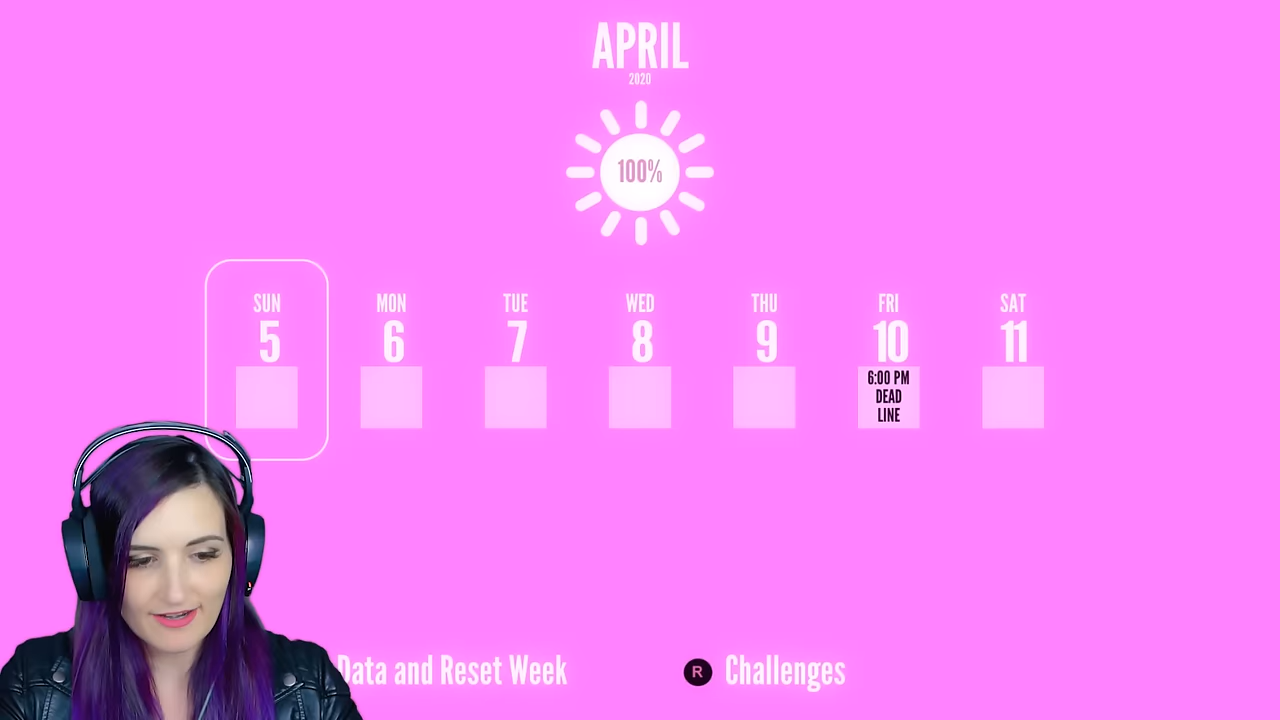 APRIL
2020
100%
SUN MON TUE WED THU FRI SAT
5 6 7 8 9 10 11
6:00 PM
DEAD
LINE
Data and Reset Week
R Challenges